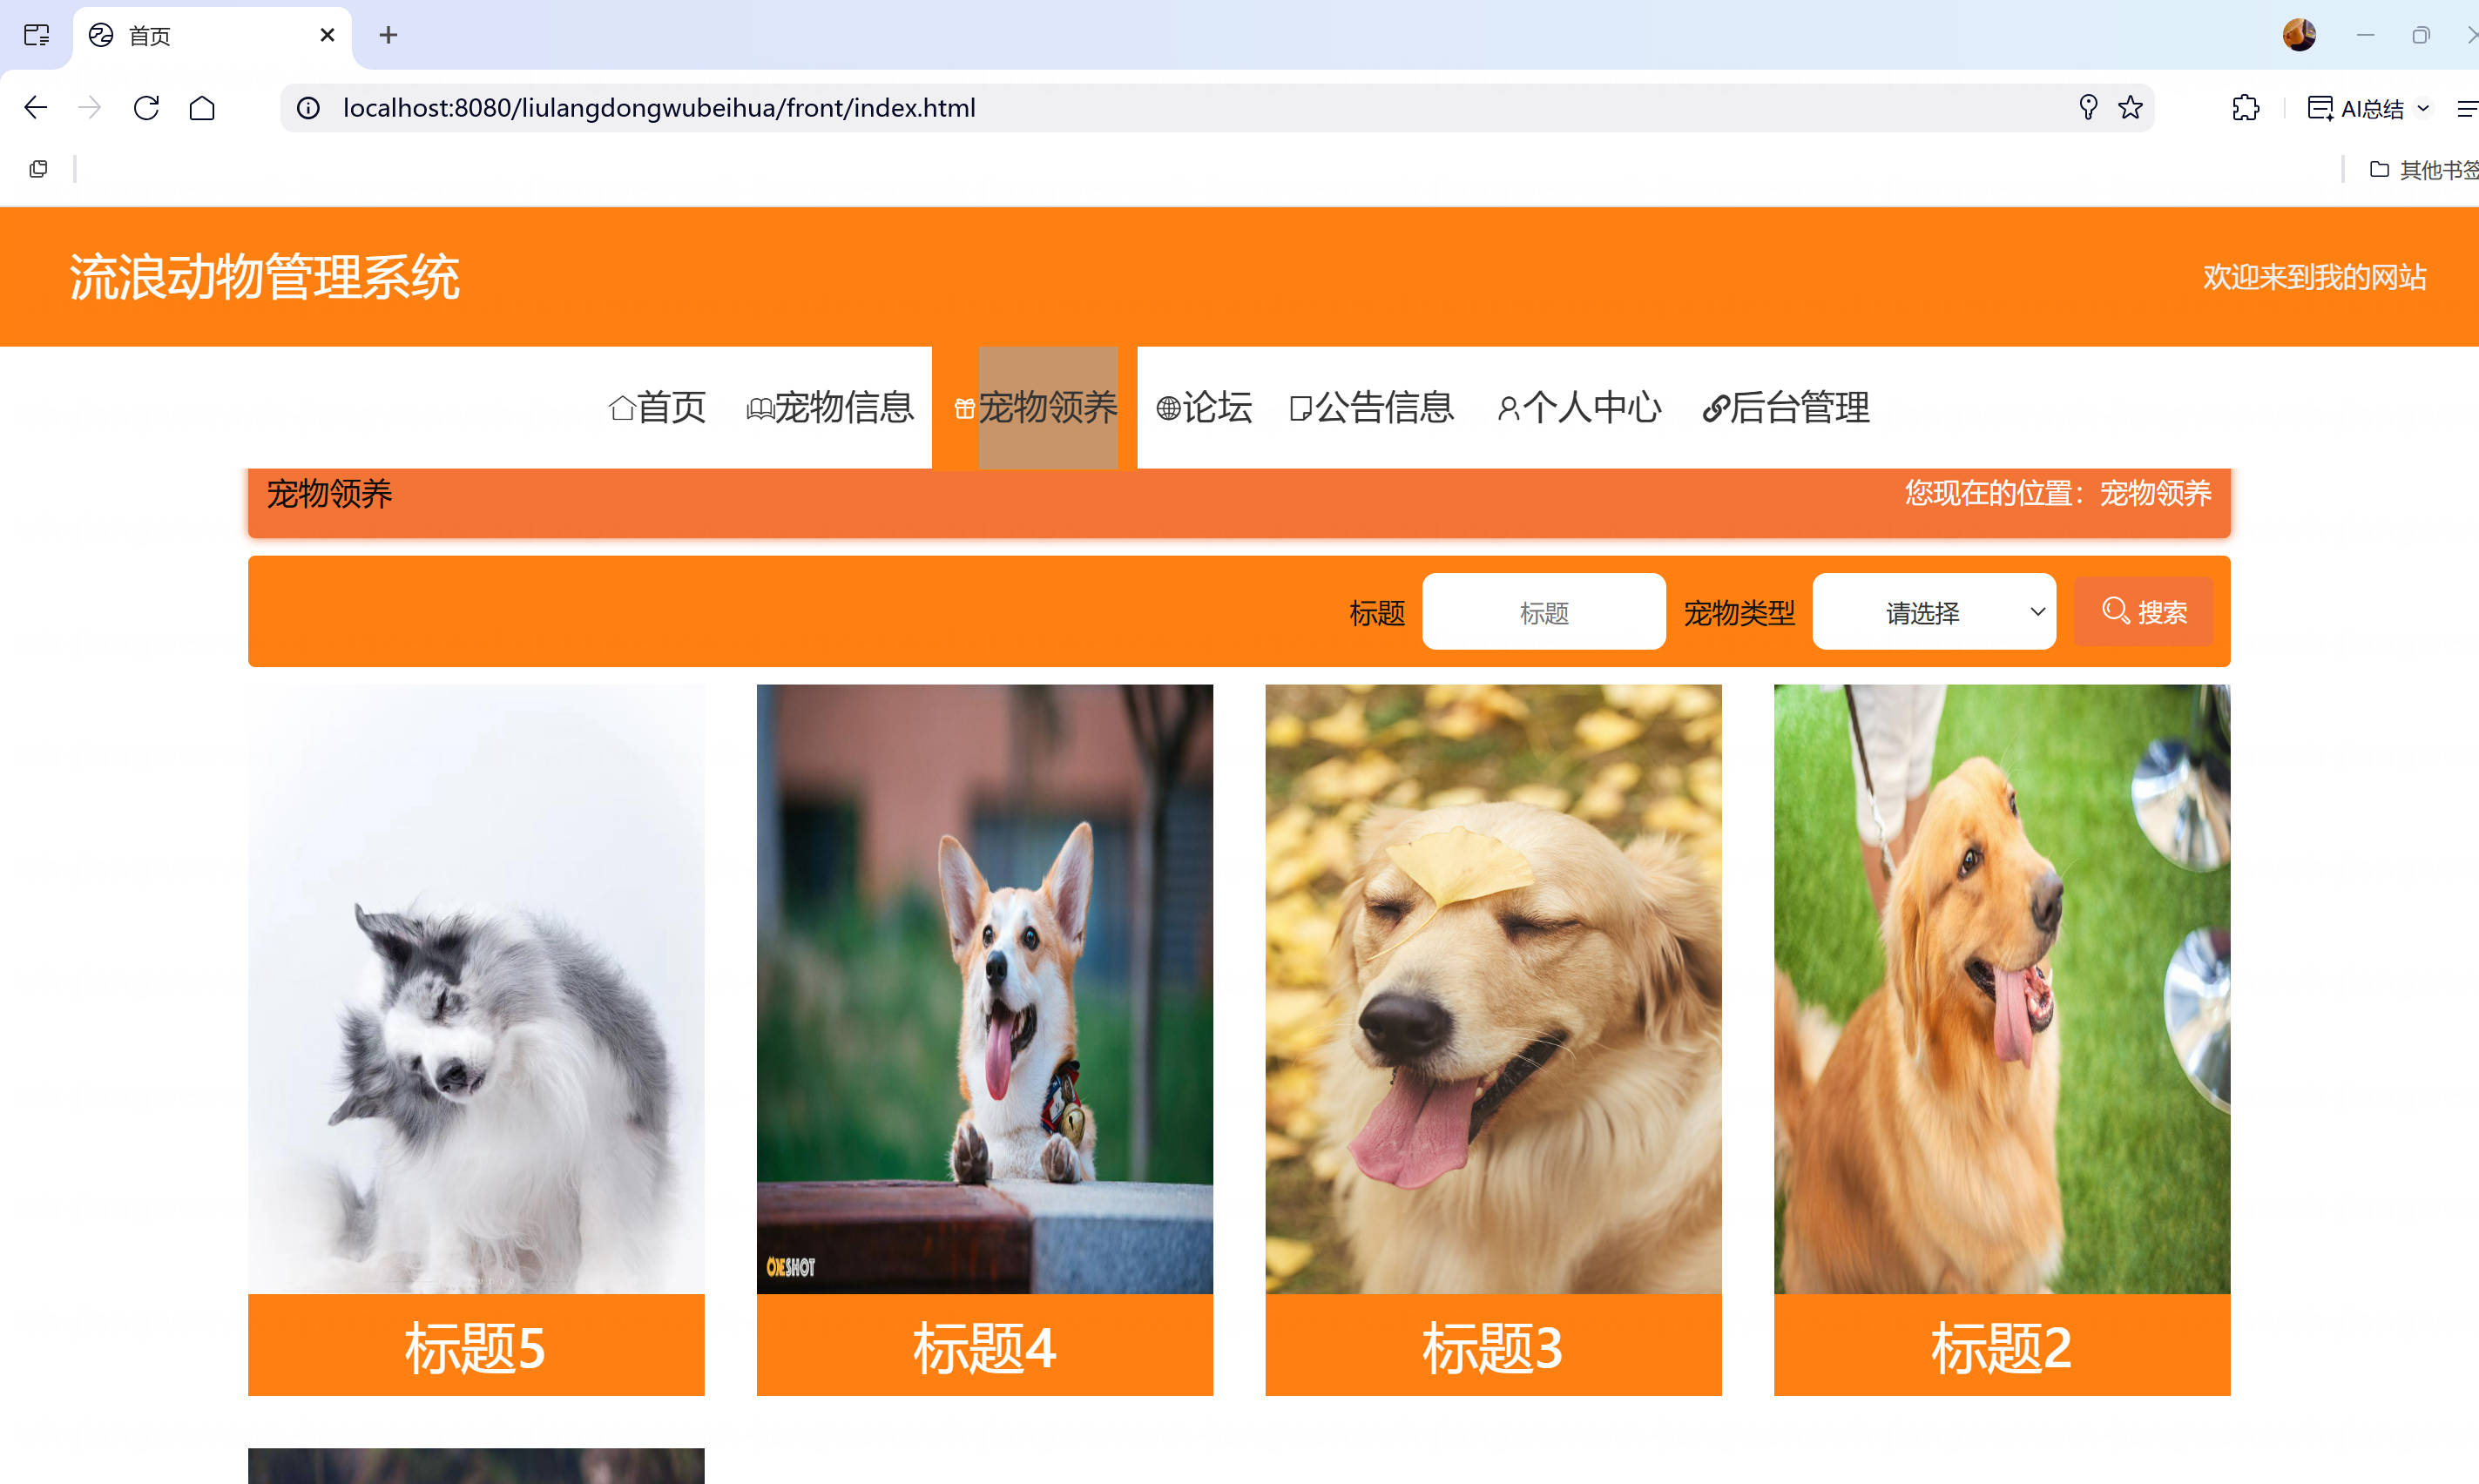 首页
localhost:8080/liulangdongwubeihua/front/index.html
AI总结
其他书签
流浪动物管理系统
欢迎来到我的网站
首页 宠物信息 宠物领养 论坛 公告信息 个人中心 后台管理
宠物领养
您现在的位置：宠物领养
标题 标题 宠物类型 请选择 搜索
ONESHOT
标题5 标题4 标题3 标题2